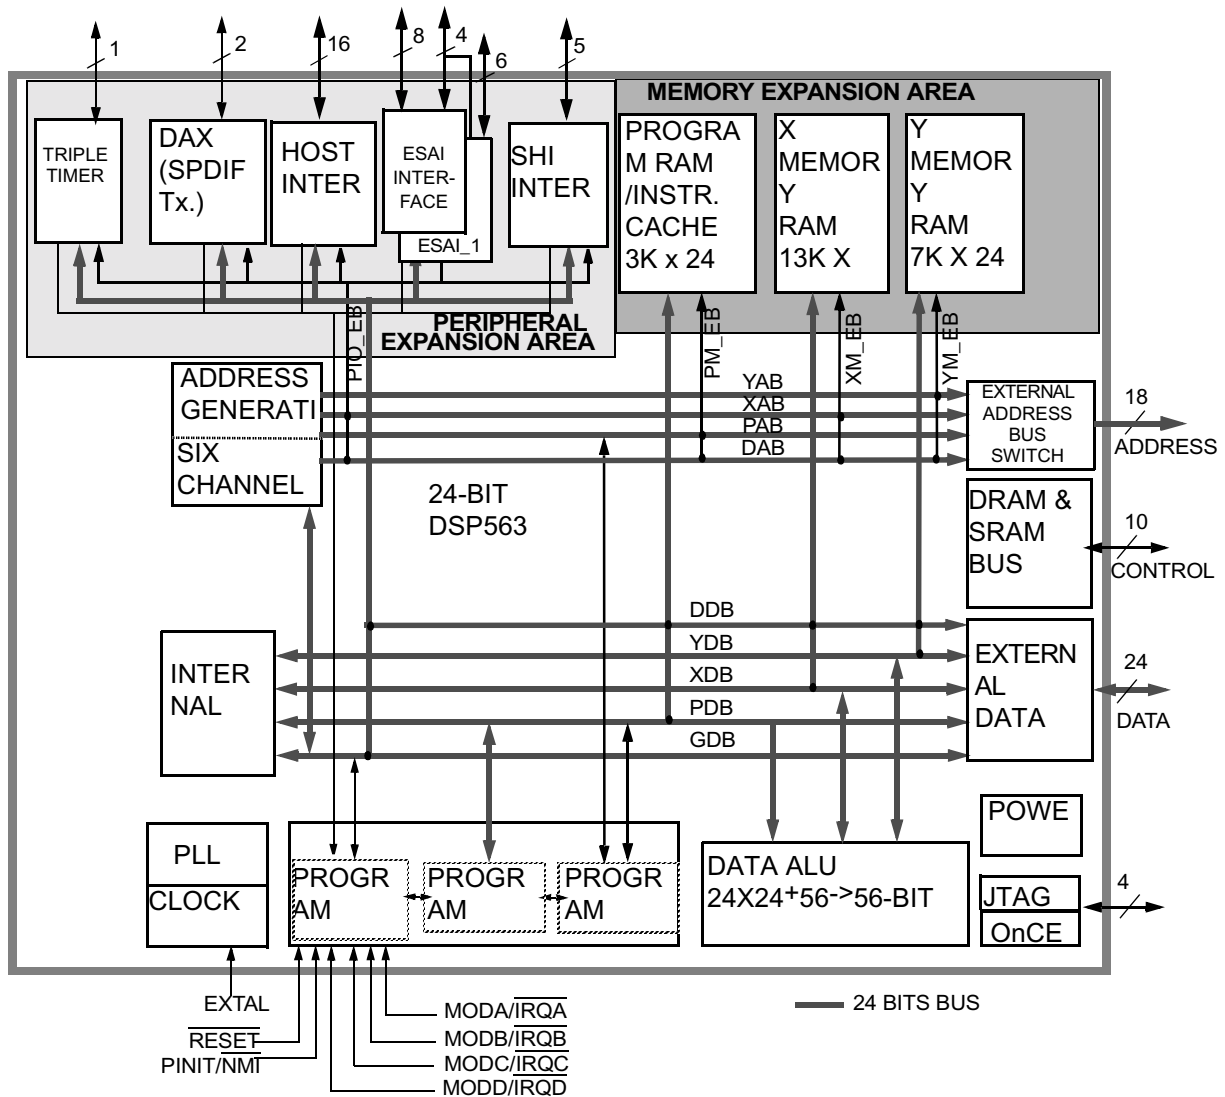 1
2
16
8
4
6
5
MEMORY EXPANSION AREA
TRIPLE
TIMER
DAX
(SPDIF
Tx.)
HOST
INTER
ESAI
INTER-
FACE
ESAI_1
SHI
INTER
PROGRA
M RAM
/INSTR.
CACHE
3K x 24
X
MEMOR
Y
RAM
13K X
Y
MEMOR
Y
RAM
7K X 24
PERIPHERAL
EXPANSION AREA
PIO_EB
PM_EB
XM_EB
YM_EB
ADDRESS
GENERATI
SIX
CHANNEL
YAB
XAB
PAB
DAB
EXTERNAL
ADDRESS
BUS
SWITCH
18
ADDRESS
24-BIT
DSP563
DRAM &
SRAM
BUS
10
CONTROL
DDB
YDB
XDB
PDB
GDB
INTER
NAL
EXTERN
AL
DATA
24
DATA
POWE
PLL
CLOCK
PROGR
AM
PROGR
AM
PROGR
AM
DATA ALU
24X24+56->56-BIT
JTAG
OnCE
4
EXTAL
RESET
PINIT/NMI
MODA/IRQA
MODB/IRQB
MODC/IRQC
MODD/IRQD
24 BITS BUS